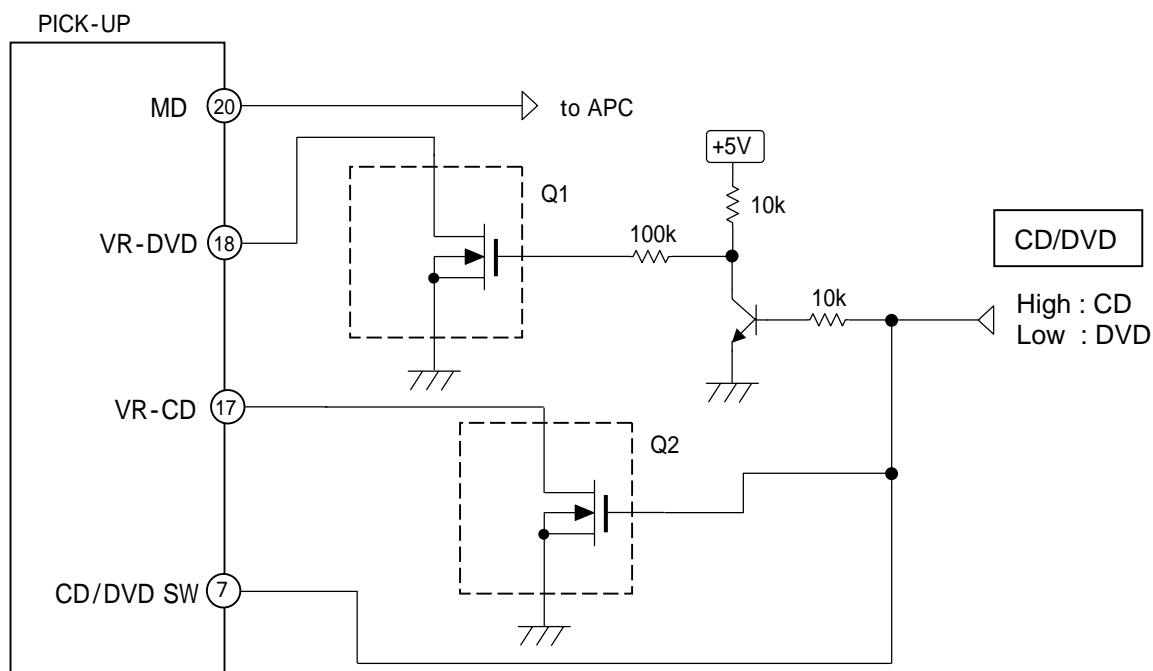 PICK-UP
MD 20
to APC
+5V
Q1
10k
100k
VR-DVD 18
CD/DVD
10k
High : CD
Low : DVD
VR-CD 17
Q2
CD/DVD SW 7